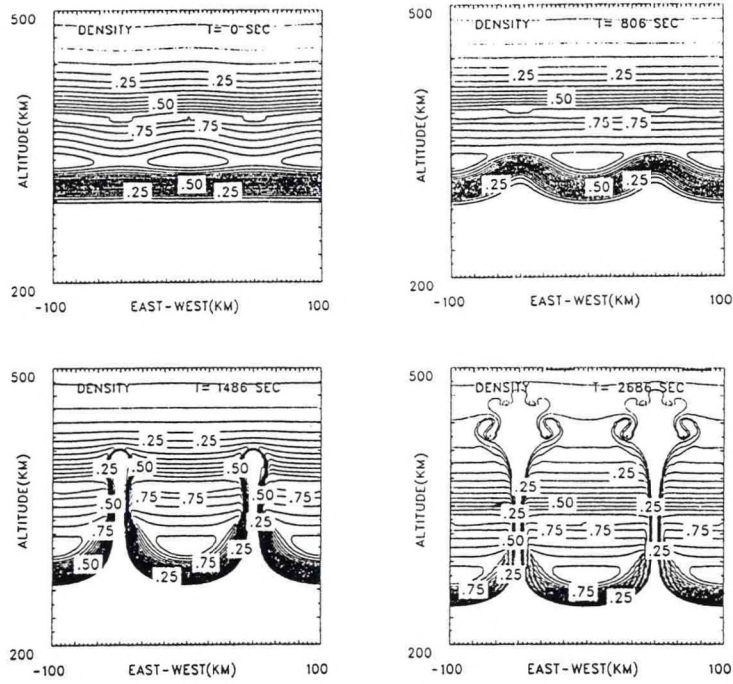 500
DENSITY T= 0 SEC
.25 .25
.50
.75 .75
.50
.25 .25
ALTITUDE(KM)
200
-100 EAST-WEST(KM) 100
500
DENSITY T= 806 SEC
.25 .25
.50
.75 .75
.25 .50 .25
ALTITUDE(KM)
200
-100 EAST-WEST(KM) 100
500
DENSITY T= 1486 SEC
.25 .25
.25 .50 .50
.50 .75 .75 .50
.25
.75 .25 .75
.50 .25
ALTITUDE(KM)
200
-100 EAST-WEST(KM) 100
500
DENSITY T= 2686 SEC
.25
.25
.25 .50 .25
.75 .75 .75
.50
.25 .25
.75 .25 .75 .25
ALTITUDE(KM)
200
-100 EAST-WEST(KM) 100